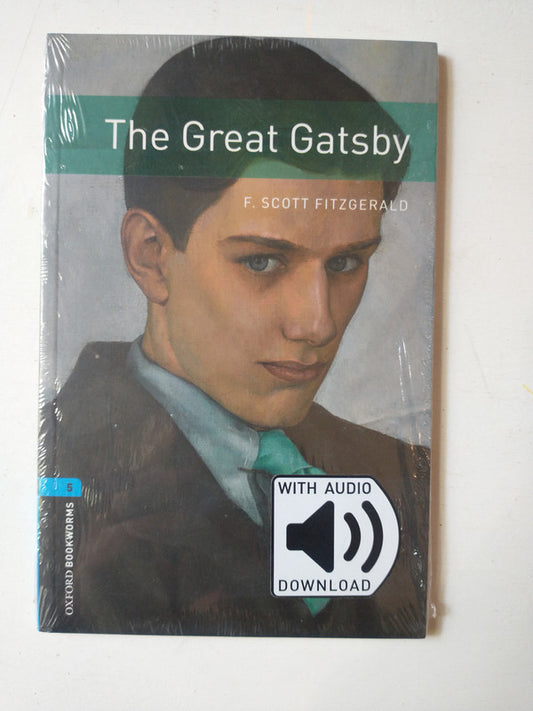 The Great Gatsby
F. SCOTT FITZGERALD
5
OXFORD BOOKWORMS
WITH AUDIO
DOWNLOAD